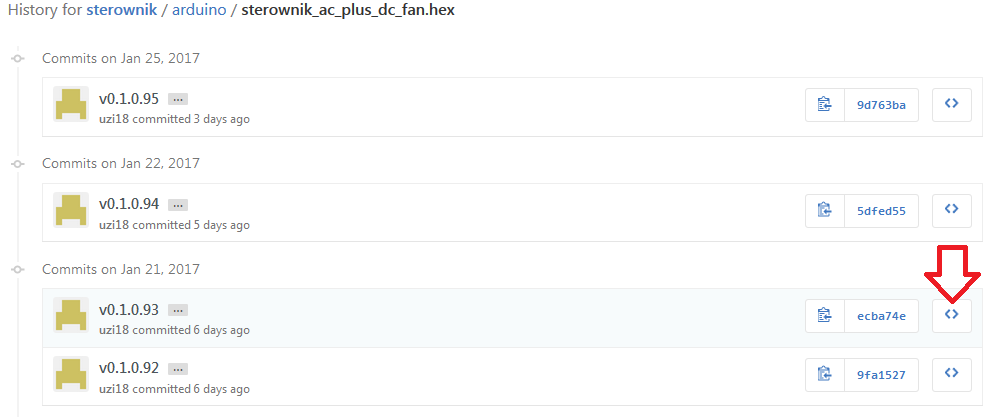 History for sterownik / arduino / sterownik_ac_plus_dc_fan.hex
Commits on Jan 25, 2017
v0.1.0.95 ...
uzi18 committed 3 days ago
9d763ba <>
Commits on Jan 22, 2017
v0.1.0.94 ...
uzi18 committed 5 days ago
5dfed55 <>
Commits on Jan 21, 2017
v0.1.0.93 ...
uzi18 committed 6 days ago
ecba74e <>
v0.1.0.92 ...
uzi18 committed 6 days ago
9fa1527 <>